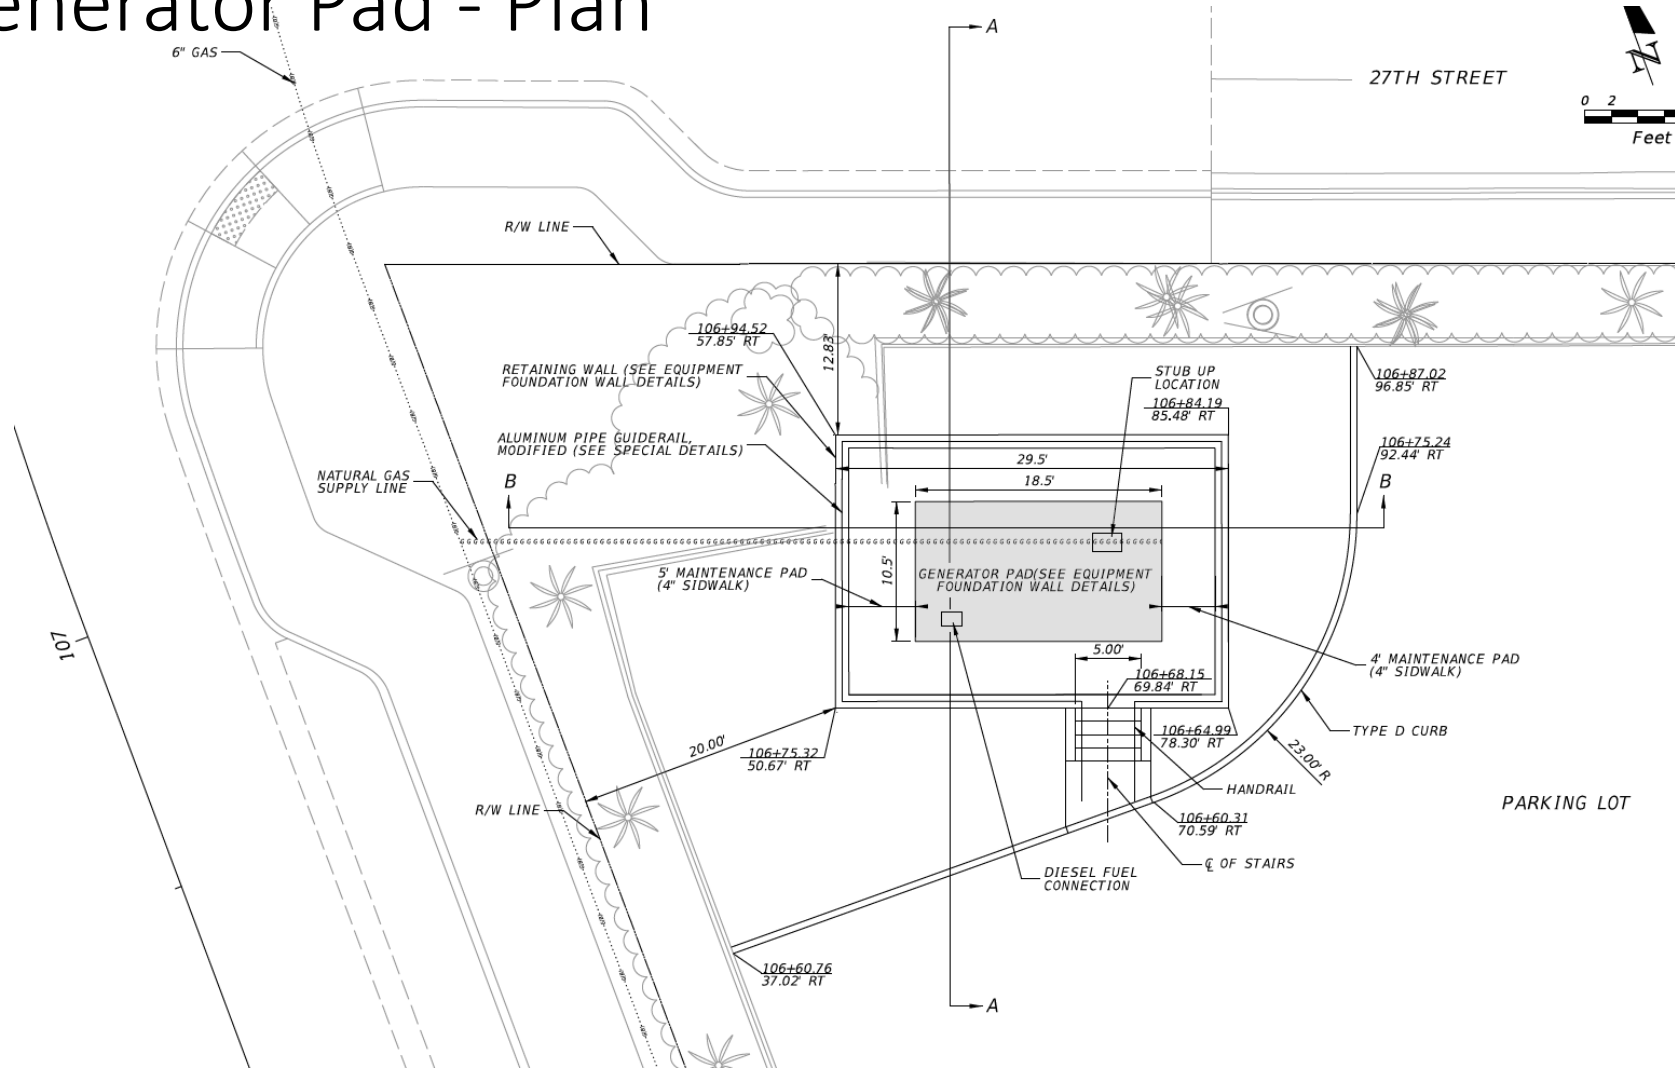 enerator Pad - Plan
6" GAS
A
27TH STREET
0 2
Feet
R/W LINE
106+94.52
57.85' RT
12.83'
RETAINING WALL (SEE EQUIPMENT
FOUNDATION WALL DETAILS)
STUB UP
LOCATION
106+84.19
85.48' RT
106+87.02
96.85' RT
ALUMINUM PIPE GUIDERAIL,
MODIFIED (SEE SPECIAL DETAILS)
106+75.24
92.44' RT
29.5'
18.5'
NATURAL GAS
SUPPLY LINE
B
B
10.5'
5' MAINTENANCE PAD
(4" SIDWALK)
GENERATOR PAD(SEE EQUIPMENT
FOUNDATION WALL DETAILS)
107
5.00'
4' MAINTENANCE PAD
(4" SIDWALK)
106+68.15
69.84' RT
TYPE D CURB
106+64.99
78.30' RT
20.00'
106+75.32
50.67' RT
23.00' R
HANDRAIL
PARKING LOT
R/W LINE
106+60.31
70.59' RT
℄ OF STAIRS
DIESEL FUEL
CONNECTION
106+60.76
37.02' RT
A